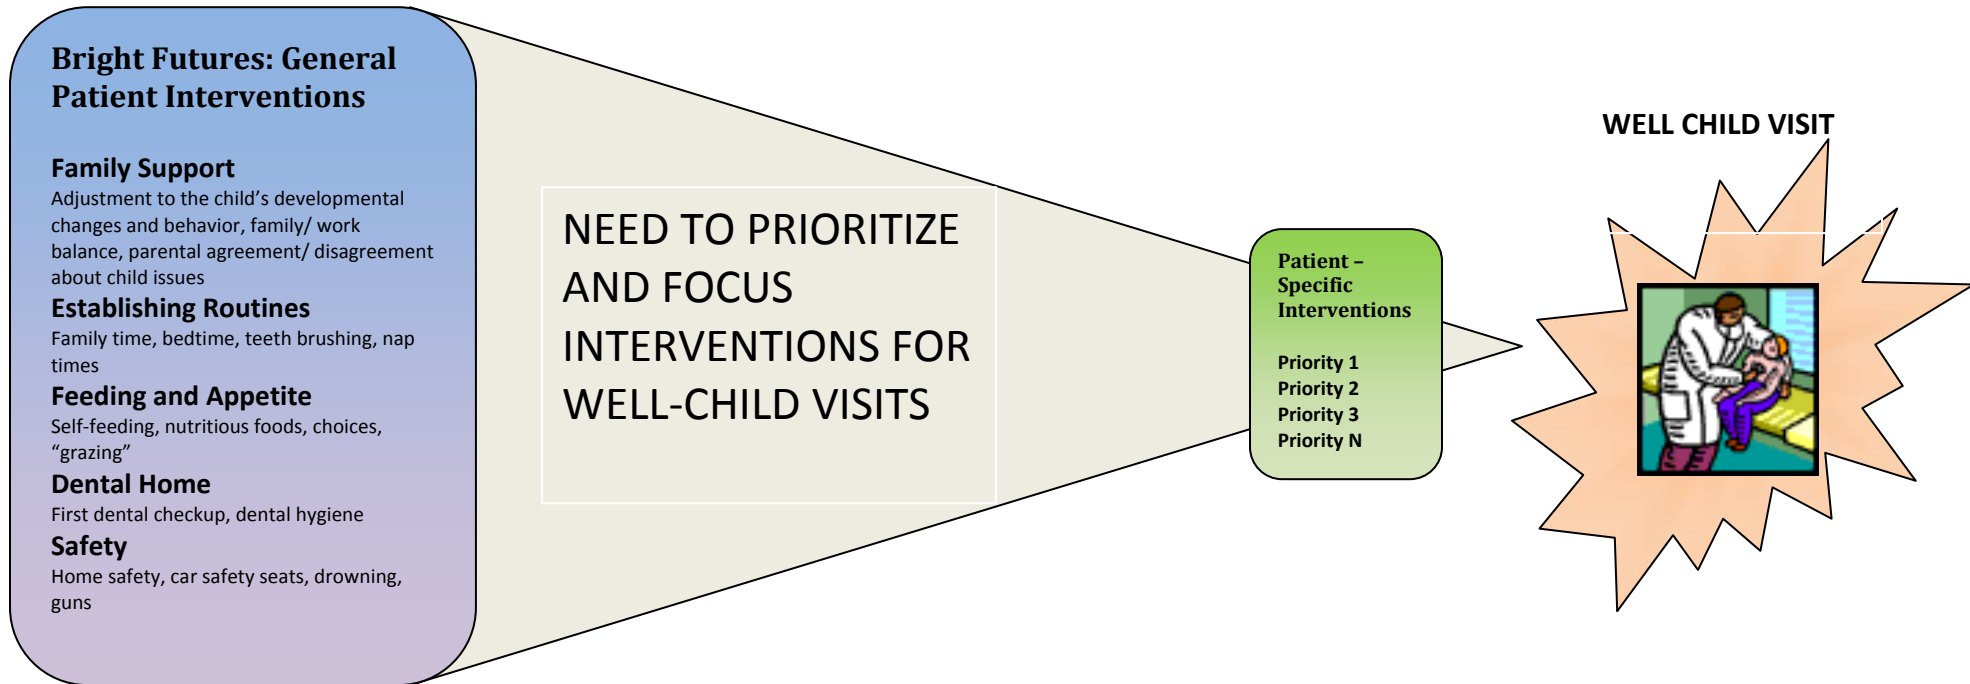 Bright Futures: General
Patient Interventions
Family Support
Adjustment to the child’s developmental
changes and behavior, family/ work
balance, parental agreement/ disagreement
about child issues
Establishing Routines
Family time, bedtime, teeth brushing, nap
times
Feeding and Appetite
Self-feeding, nutritious foods, choices,
“grazing”
Dental Home
First dental checkup, dental hygiene
Safety
Home safety, car safety seats, drowning,
guns
NEED TO PRIORITIZE
AND FOCUS
INTERVENTIONS FOR
WELL-CHILD VISITS
Patient –
Specific
Interventions
Priority 1
Priority 2
Priority 3
Priority N
WELL CHILD VISIT